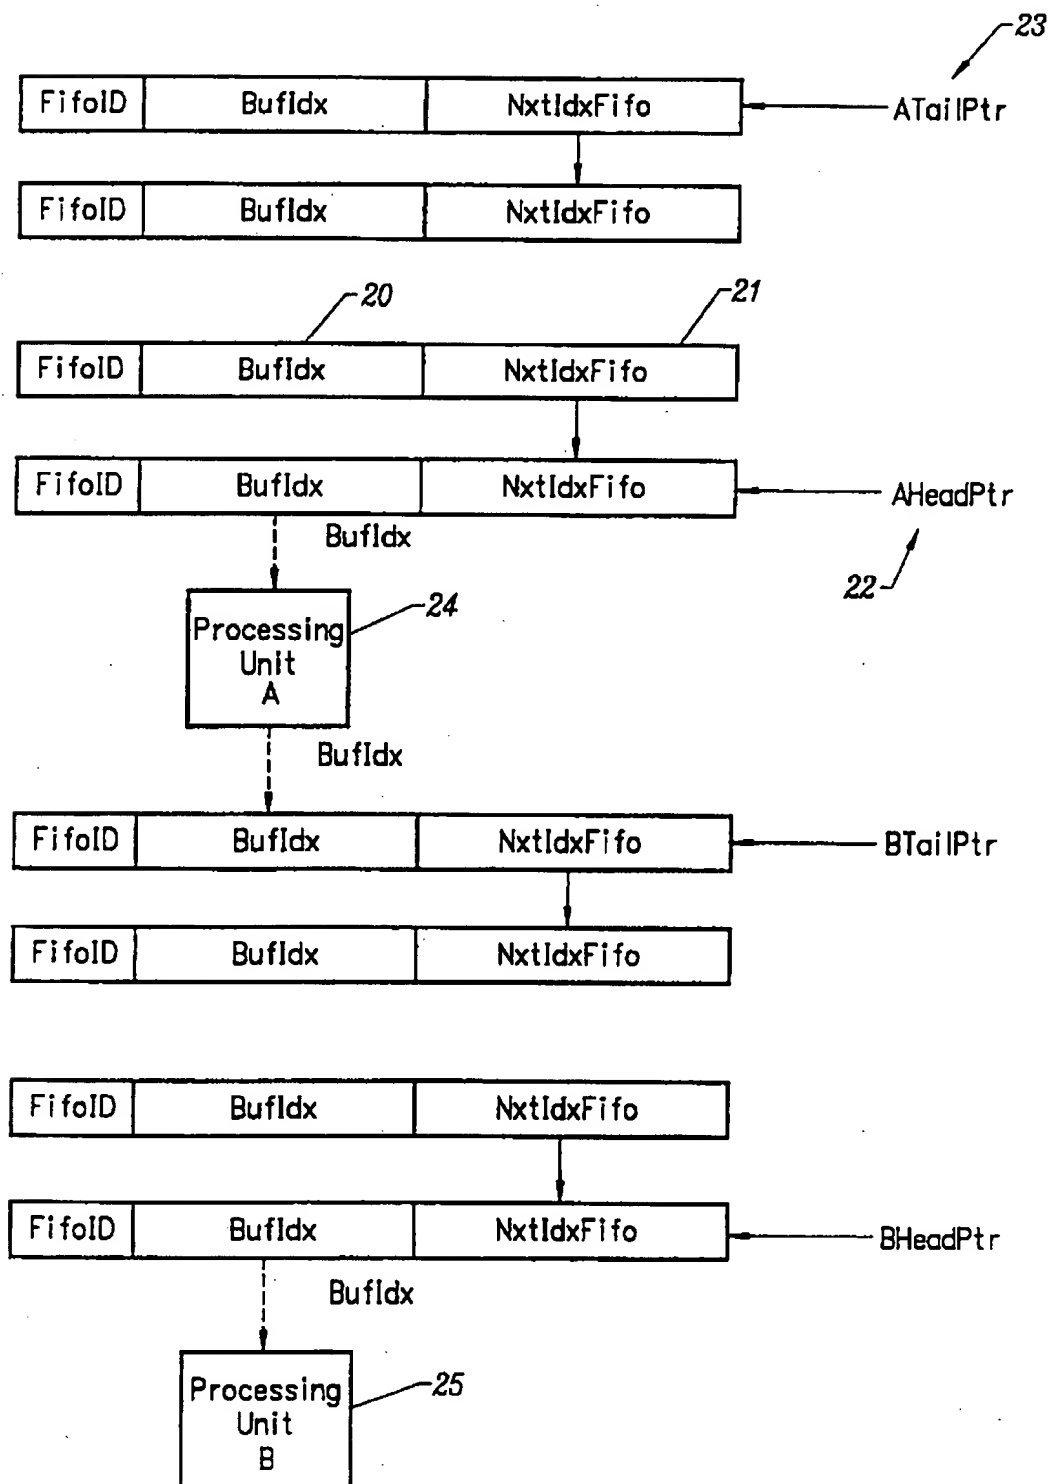 23
FifoID BufIdx NxtIdxFifo ATailPtr
FifoID BufIdx NxtIdxFifo
20 21
FifoID BufIdx NxtIdxFifo
FifoID BufIdx NxtIdxFifo AHeadPtr
BufIdx
22
24
Processing
Unit
A
BufIdx
FifoID BufIdx NxtIdxFifo BTailPtr
FifoID BufIdx NxtIdxFifo
FifoID BufIdx NxtIdxFifo
FifoID BufIdx NxtIdxFifo BHeadPtr
BufIdx
25
Processing
Unit
B